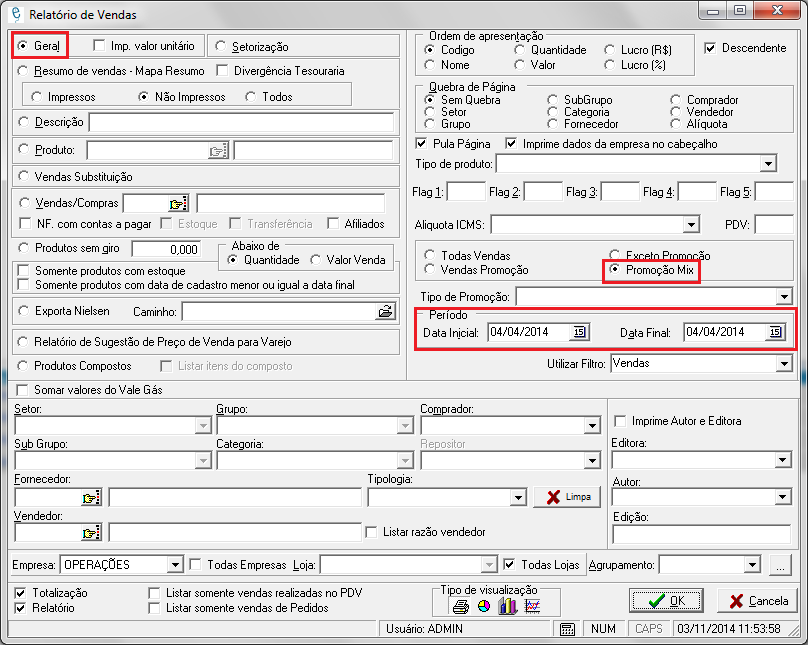 Relatório de Vendas
Geral
Imp. valor unitário
Setorização
Resumo de vendas - Mapa Resumo
Divergência Tesouraria
Impressos
Não Impressos
Todos
Descrição
Produto:
Vendas Substituição
Vendas/Compras
NF. com contas a pagar
Estoque
Transferência
Afiliados
Produtos sem giro
0,000
Abaixo de
Quantidade
Valor Venda
Somente produtos com estoque
Somente produtos com data de cadastro menor ou igual a data final
Exporta Nielsen
Caminho:
Relatório de Sugestão de Preço de Venda para Varejo
Produtos Compostos
Listar itens do composto
Ordem de apresentação
Codigo
Quantidade
Lucro (R$)
Nome
Valor
Lucro (%)
Descendente
Quebra de Página
Sem Quebra
SubGrupo
Comprador
Setor
Categoria
Vendedor
Grupo
Fornecedor
Alíquota
Pula Página
Imprime dados da empresa no cabeçalho
Tipo de produto:
Flag 1:
Flag 2:
Flag 3:
Flag 4:
Flag 5:
Aliquota ICMS:
PDV:
Todas Vendas
Exceto Promoção
Vendas Promoção
Promoção Mix
Tipo de Promoção:
Período
Data Inicial:
04/04/2014
15
Data Final:
04/04/2014
15
Utilizar Filtro:
Vendas
Somar valores do Vale Gás
Setor:
Grupo:
Comprador:
Sub Grupo:
Categoria:
Repositor
Fornecedor:
Tipologia:
Limpa
Vendedor:
Listar razão vendedor
Imprime Autor e Editora
Editora:
Autor:
Edição:
Empresa:
OPERAÇÕES
Todas Empresas
Loja:
Todas Lojas
Agrupamento:
...
Totalização
Listar somente vendas realizadas no PDV
Relatório
Listar somente vendas de Pedidos
Tipo de visualização
OK
Cancela
Usuário: ADMIN
NUM
CAPS
03/11/2014 11:53:58